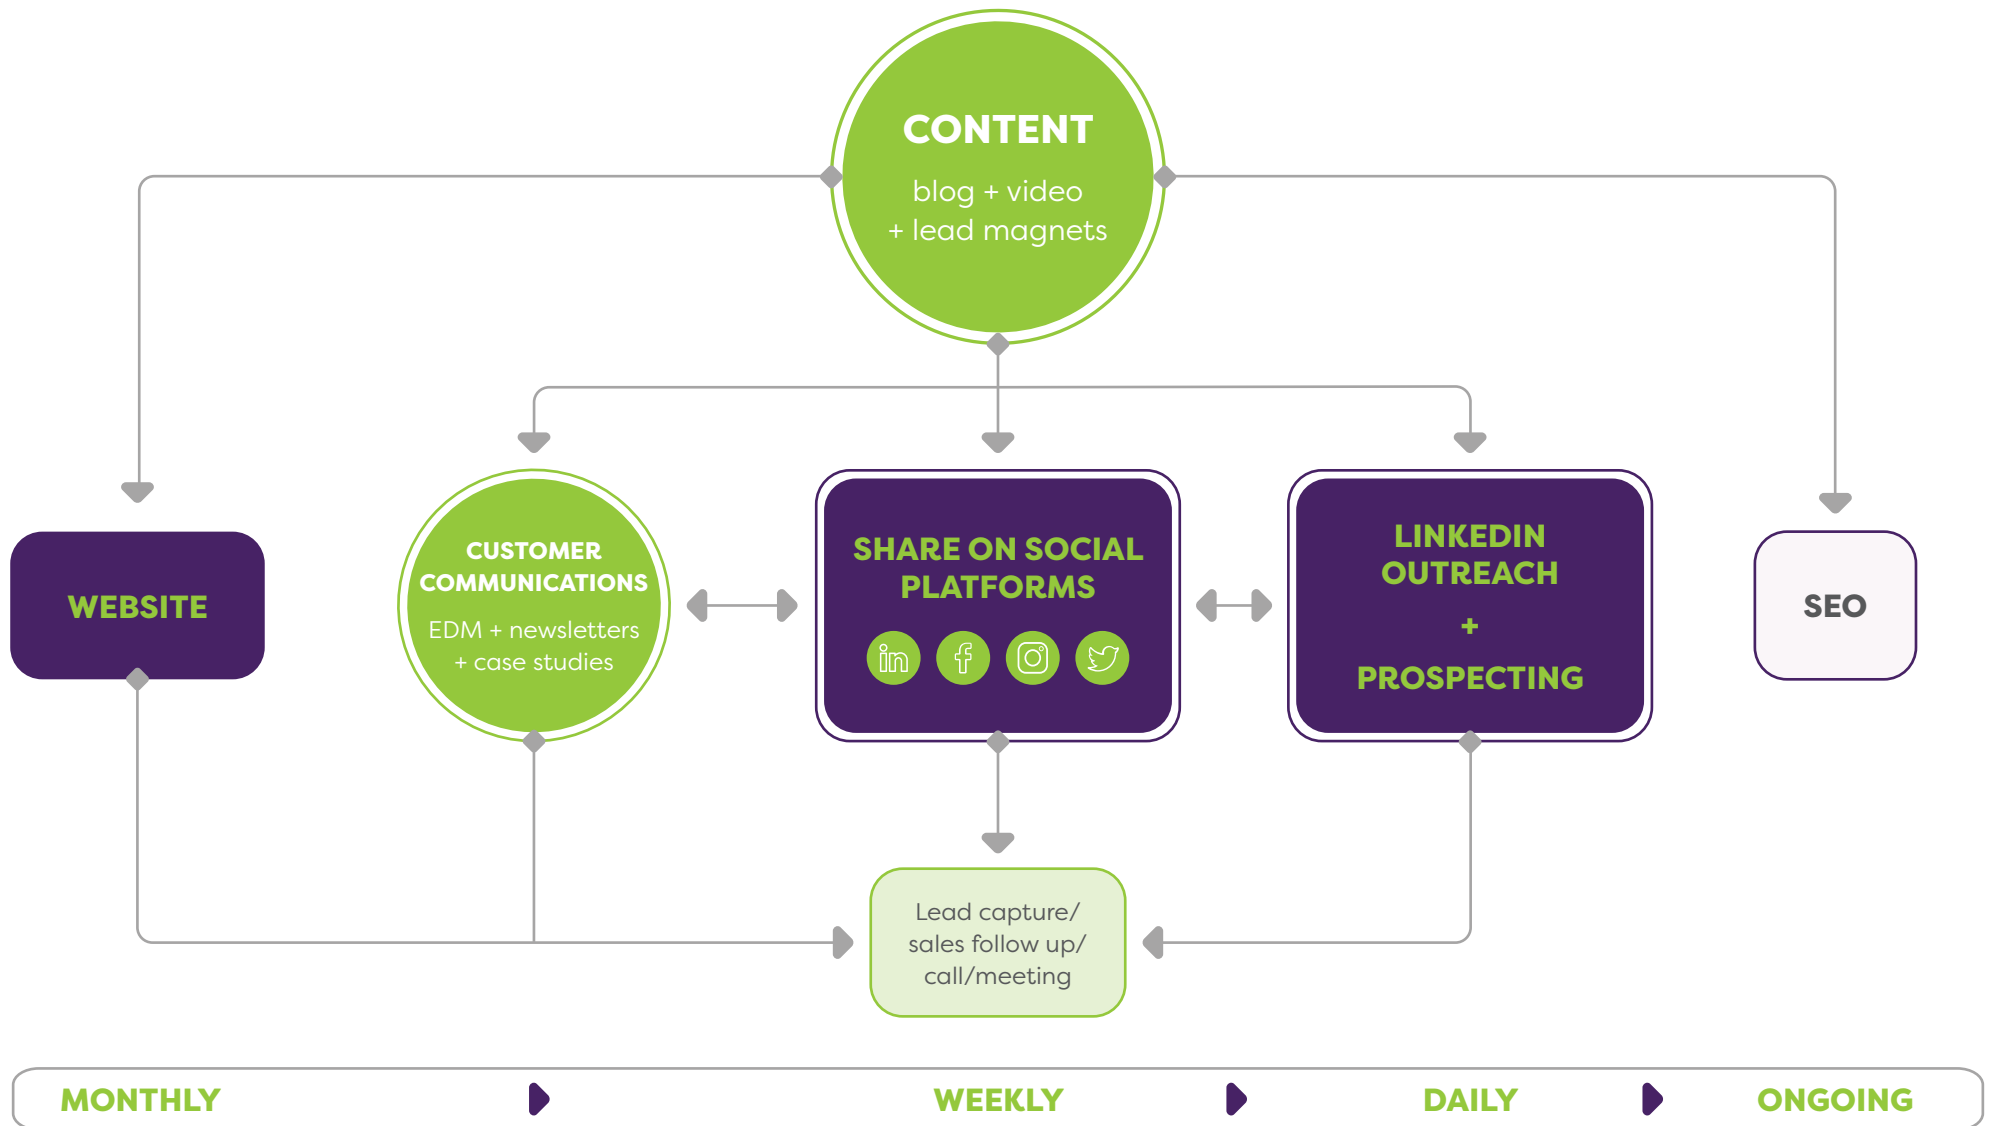 CONTENT
blog + video
+ lead magnets
WEBSITE
CUSTOMER
COMMUNICATIONS
EDM + newsletters
+ case studies
SHARE ON SOCIAL
PLATFORMS
in f
LINKEDIN
OUTREACH
+
PROSPECTING
SEO
Lead capture/
sales follow up/
call/meeting
MONTHLY WEEKLY DAILY ONGOING